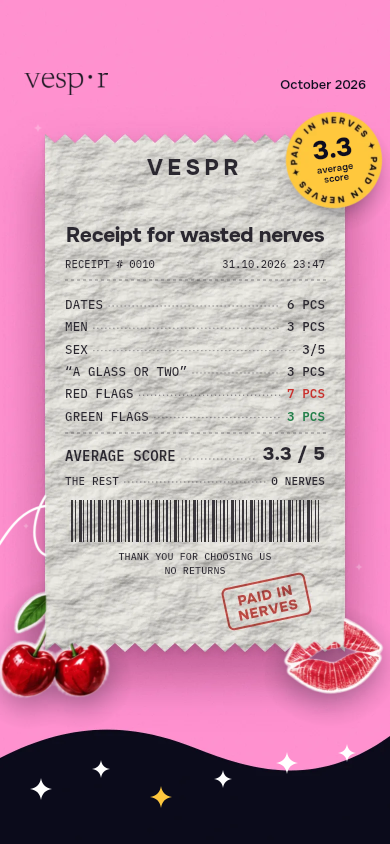 vesp·r
October 2026
PAID IN NERVES ✦ PAID IN NERVES ✦
3.3
average
score
VESPR
Receipt for wasted nerves
RECEIPT # 0010 31.10.2026 23:47
DATES 6 PCS
MEN 3 PCS
SEX 3/5
“A GLASS OR TWO” 3 PCS
RED FLAGS 7 PCS
GREEN FLAGS 3 PCS
AVERAGE SCORE 3.3 / 5
THE REST 0 NERVES
THANK YOU FOR CHOOSING US
NO RETURNS
PAID IN
NERVES